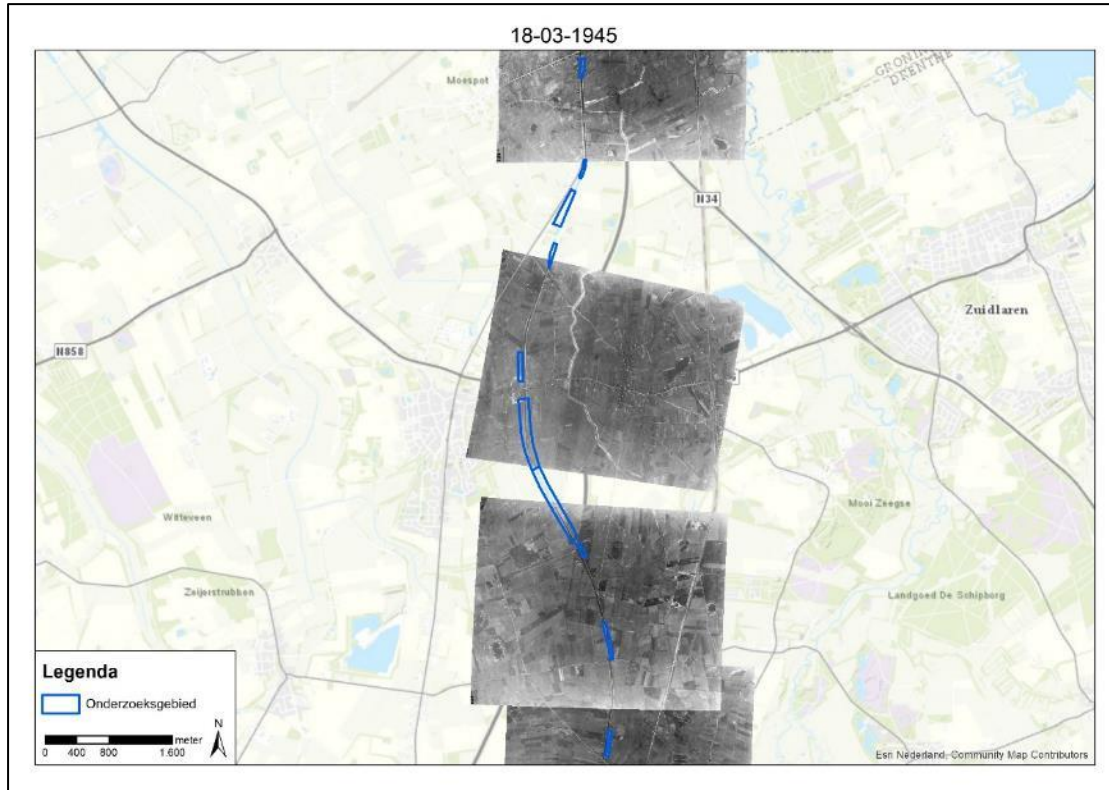 18-03-1945
GRONIN
DRENTHE
Moespot
N34
Zuidlaren
N858
Witteveen
Mooi Zeegse
Zeijerstrubben
Landgoed De Schipborg
Legenda
Onderzoeksgebied
N
meter
0 400 800 1.600
Esri Nederland, Community Map Contributors